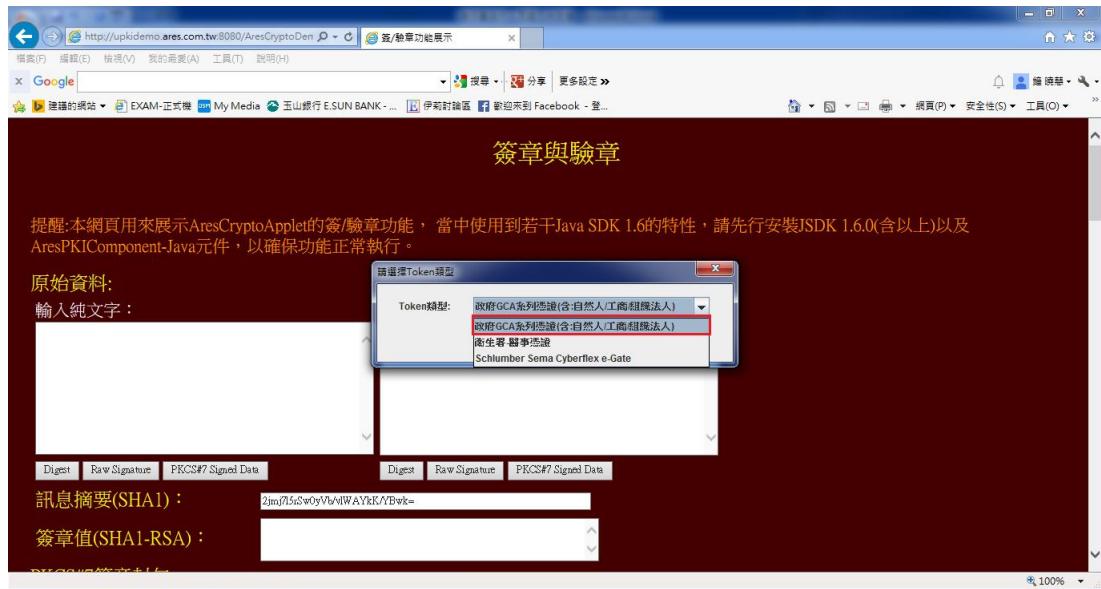 http://upkidemo.ares.com.tw:8080/AresCryptoDen
簽/驗章功能展示
檔案(F) 編輯(E) 檢視(V) 我的最愛(A) 工具(T) 說明(H)
x Google 搜尋 分享 更多設定 »
建議的網站 EXAM-正式機 My Media 玉山銀行 E.SUN BANK - ... 伊莉討論區 歡迎來到 Facebook - 登... 網頁(P) 安全性(S) 工具(O) »
簽章與驗章
提醒:本網頁用來展示AresCryptoApplet的簽/驗章功能， 當中使用到若干Java SDK 1.6的特性，請先行安裝JSDK 1.6.0(含以上)以及
AresPKIComponent-Java元件，以確保功能正常執行。
請選擇Token類型
原始資料:
輸入純文字：
Token類型: 政府GCA系列憑證(含:自然人/工商/組織法人)
政府GCA系列憑證(含:自然人/工商/組織法人)
衛生署-醫事憑證
Schlumber Sema Cyberflex e-Gate
Digest Raw Signature PKCS#7 Signed Data Digest Raw Signature PKCS#7 Signed Data
訊息摘要(SHA1)：
簽章值(SHA1-RSA)：
100%